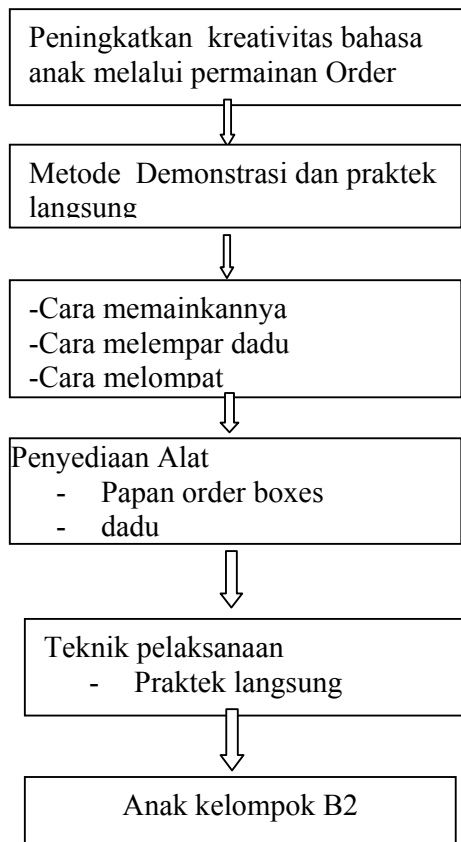 Peningkatkan kreativitas bahasa
anak melalui permainan Order
Metode Demonstrasi dan praktek
langsung
-Cara memainkannya
-Cara melempar dadu
-Cara melompat
Penyediaan Alat
- Papan order boxes
- dadu
Teknik pelaksanaan
- Praktek langsung
Anak kelompok B2